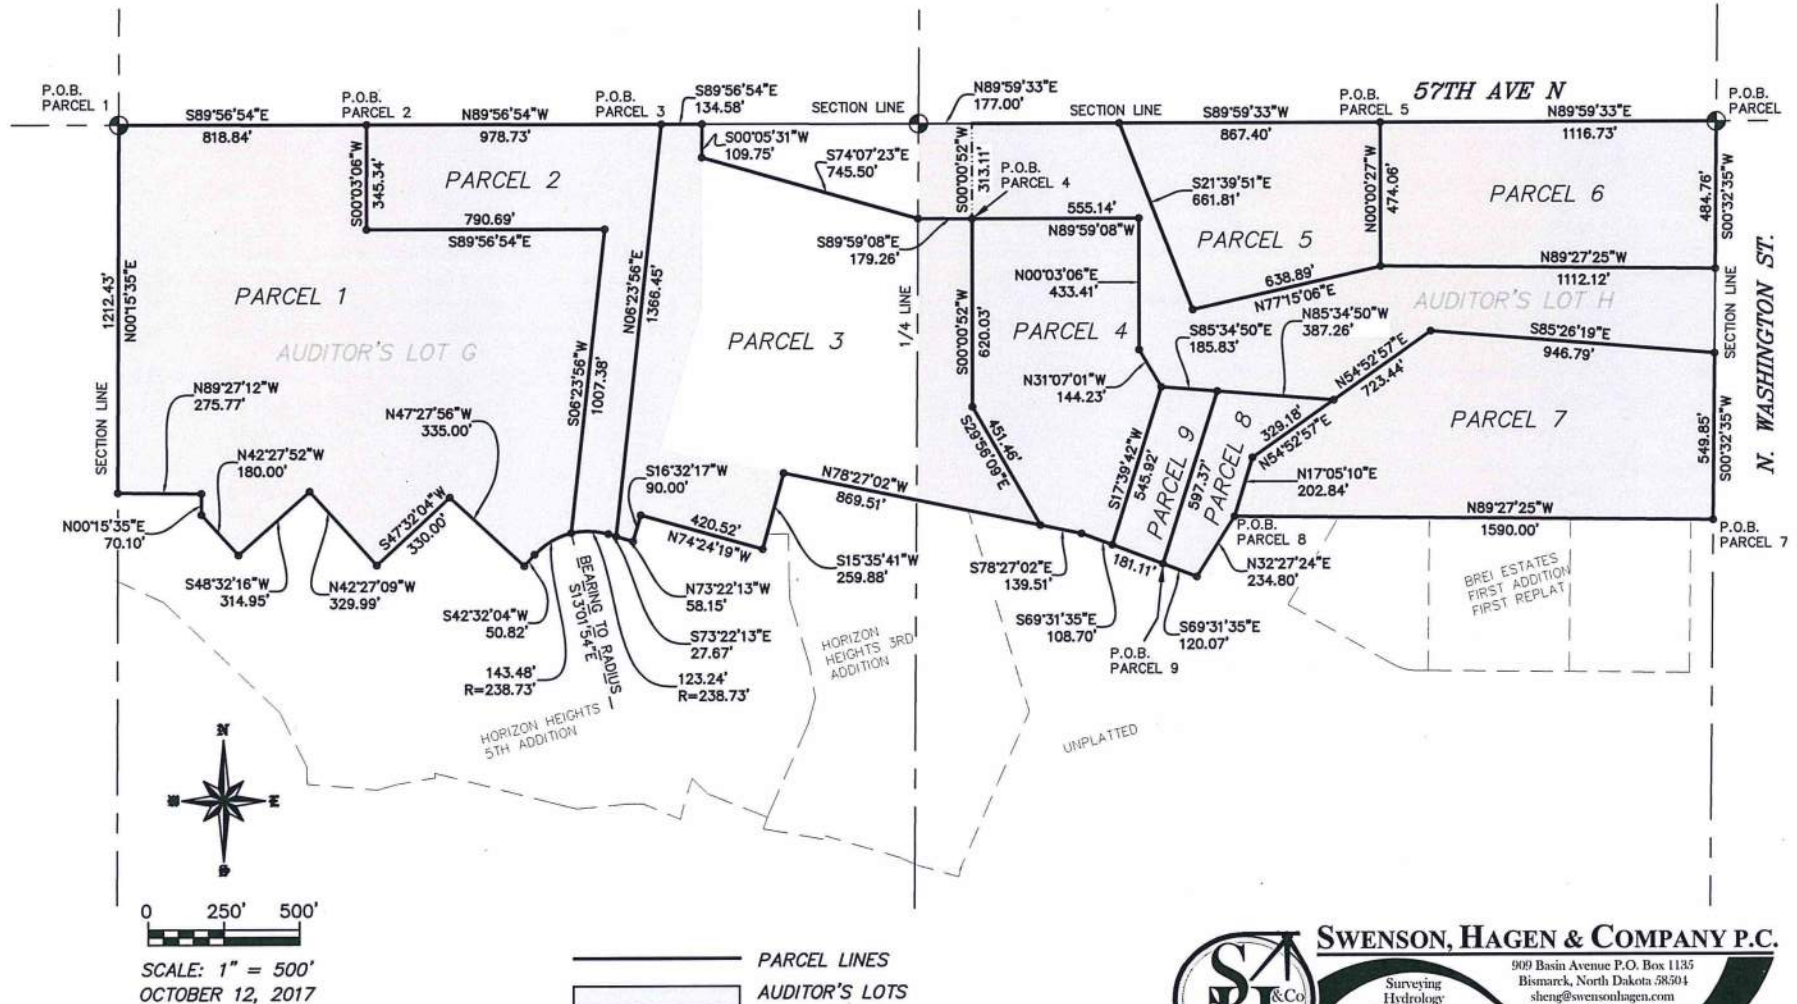 57TH AVE N
P.O.B.
PARCEL 1
S89°56'54"E
818.84'
P.O.B.
PARCEL 2
N89°56'54"W
978.73'
P.O.B.
PARCEL 3
S89°56'54"E
134.58'
SECTION LINE
N89°59'33"E
177.00'
SECTION LINE
S89°59'33"W
867.40'
P.O.B.
PARCEL 5
N89°59'33"E
1116.73'
P.O.B.
PARCEL
S00°03'06"W
345.34'
PARCEL 2
S00°05'31"W
109.75'
S74°07'23"E
745.50'
S00°00'52"W
313.11'
P.O.B.
PARCEL 4
S21°39'51"E
661.81'
N00°00'27"W
474.06'
PARCEL 6
484.76'
S00°32'35"W
790.69'
S89°56'54"E
S89°59'08"E
179.26'
555.14'
N89°59'08"W
PARCEL 5
N89°27'25"W
1112.12'
1212.43'
N00°15'35"E
PARCEL 1
AUDITOR'S LOT G
N06°23'56"E
1366.45'
S06°23'56"W
1007.38'
PARCEL 3
1/4 LINE
S00°00'52"W
620.03'
N00°03'06"E
433.41'
PARCEL 4
638.89'
N77°15'06"E
AUDITOR'S LOT H
N85°34'50"W
387.26'
S85°34'50"E
185.83'
N54°52'57"E
723.44'
S85°26'19"E
946.79'
SECTION LINE
N. WASHINGTON ST.
SECTION LINE
N89°27'12"W
275.77'
N31°07'01"W
144.23'
N47°27'56"W
335.00'
451.46'
S29°56'09"E
S17°39'42"W
545.92'
PARCEL 9
597.37'
PARCEL 8
329.18'
N54°52'57"E
PARCEL 7
549.85'
S00°32'35"W
N42°27'52"W
180.00'
S16°32'17"W
90.00'
N78°27'02"W
869.51'
N17°05'10"E
202.84'
N89°27'25"W
1590.00'
N00°15'35"E
70.10'
S47°32'04"W
330.00'
420.52'
N74°24'19"W
P.O.B.
PARCEL 8
P.O.B.
PARCEL 7
S48°32'16"W
314.95'
N42°27'09"W
329.99'
S42°32'04"W
50.82'
BEARING TO RADIUS
S13°01'54"E
N73°22'13"W
58.15'
S15°35'41"W
259.88'
S78°27'02"E
139.51'
181.11'
N32°27'24"E
234.80'
BREI ESTATES
FIRST ADDITION
FIRST REPLAT
S73°22'13"E
27.67'
HORIZON
HEIGHTS 3RD
ADDITION
S69°31'35"E
108.70'
P.O.B.
PARCEL 9
S69°31'35"E
120.07'
143.48'
R=238.73'
123.24'
R=238.73'
HORIZON HEIGHTS
5TH ADDITION
UNPLATTED
N
E
0 250' 500'
SCALE: 1" = 500'
OCTOBER 12, 2017
PARCEL LINES
AUDITOR'S LOTS
S
H
&Co
SWENSON, HAGEN & COMPANY P.C.
909 Basin Avenue P.O. Box 1135
Bismarck, North Dakota 58504
sheng@swensonhagen.com
Surveying
Hydrology